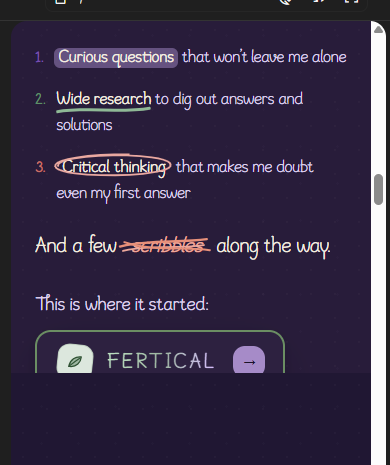 1. Curious questions that won't leave me alone
2. Wide research to dig out answers and
solutions
3. Critical thinking that makes me doubt
even my first answer
And a few scribbles along the way.
This is where it started:
FERTICAL →